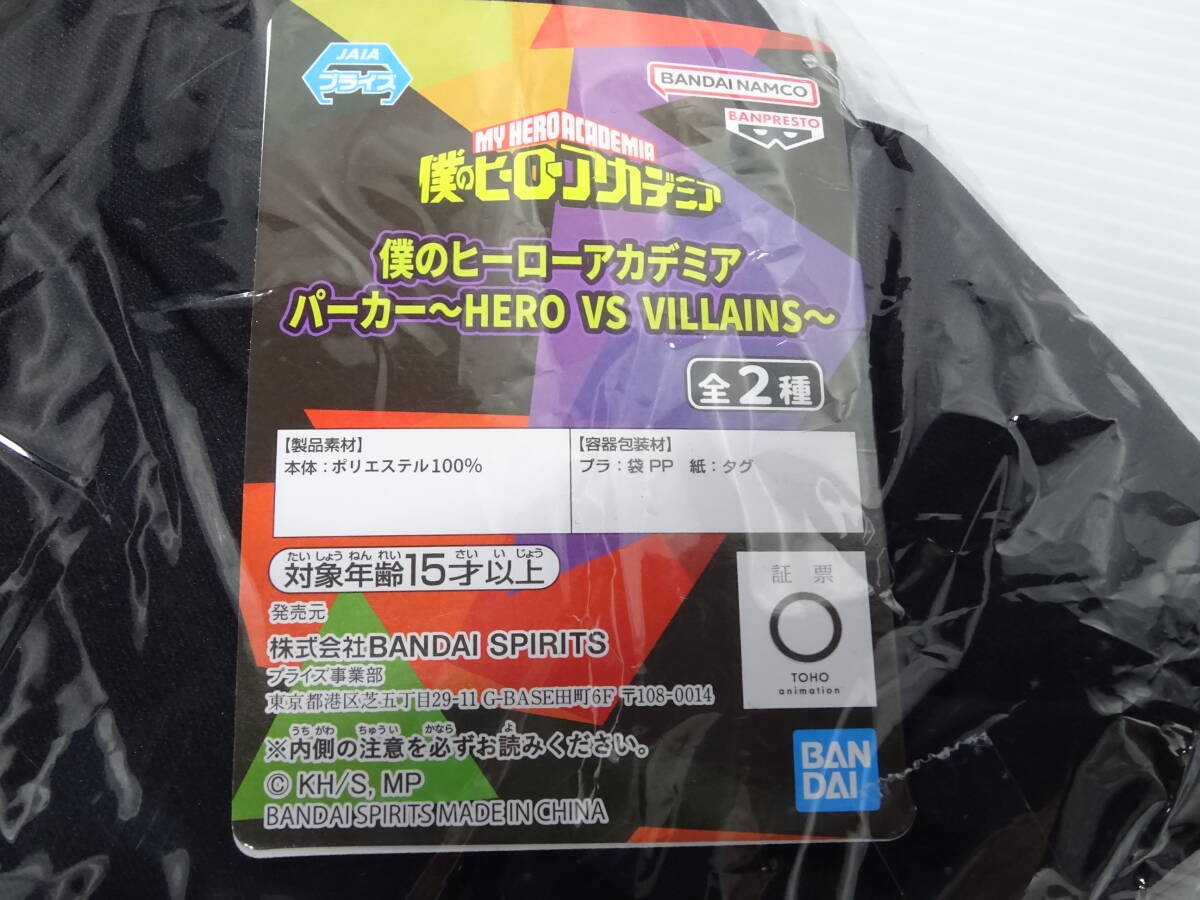 JAIA
プライズ
BANDAI NAMCO
BANPRESTO
MY HERO ACADEMIA
僕のヒーローアカデミア
僕のヒーローアカデミア
パーカー～HERO VS VILLAINS～
全2種
【製品素材】
本体：ポリエステル100%
【容器包装材】
プラ：袋 PP 紙：タグ
たいしょうねんれい さい い じょう
対象年齢15才以上
発売元
株式会社BANDAI SPIRITS
プライズ事業部
東京都港区芝五丁目29-11 G-BASE田町6F 〒108-0014
うちがわ ちゅうい かなら よ
※内側の注意を必ずお読みください。
© KH/S, MP
BANDAI SPIRITS MADE IN CHINA
証票
TOHO
animation
BAN
DAI